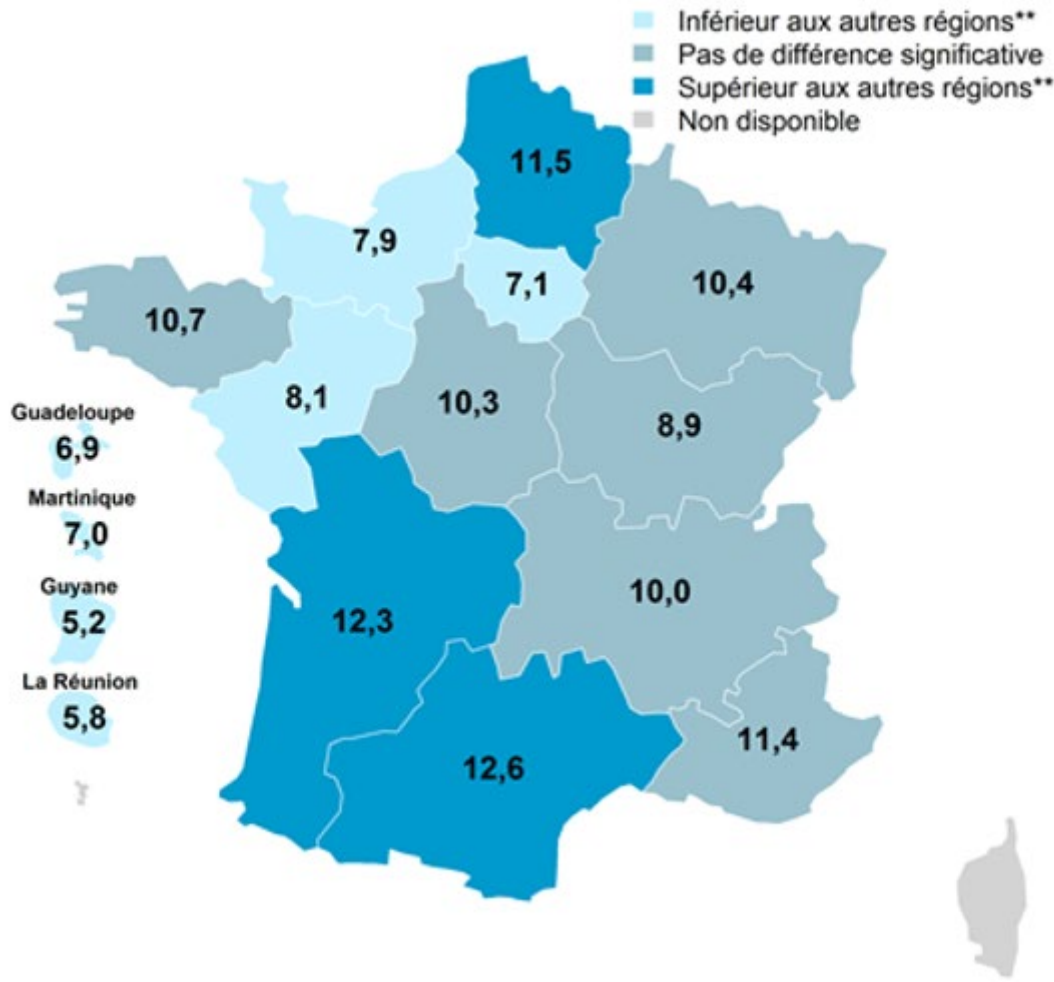 Inférieur aux autres régions**
Pas de différence significative
Supérieur aux autres régions**
Non disponible
11,5
7,9
7,1
10,4
10,7
8,1
10,3
8,9
Guadeloupe
6,9
Martinique
7,0
Guyane
5,2
La Réunion
5,8
10,0
12,3
11,4
12,6